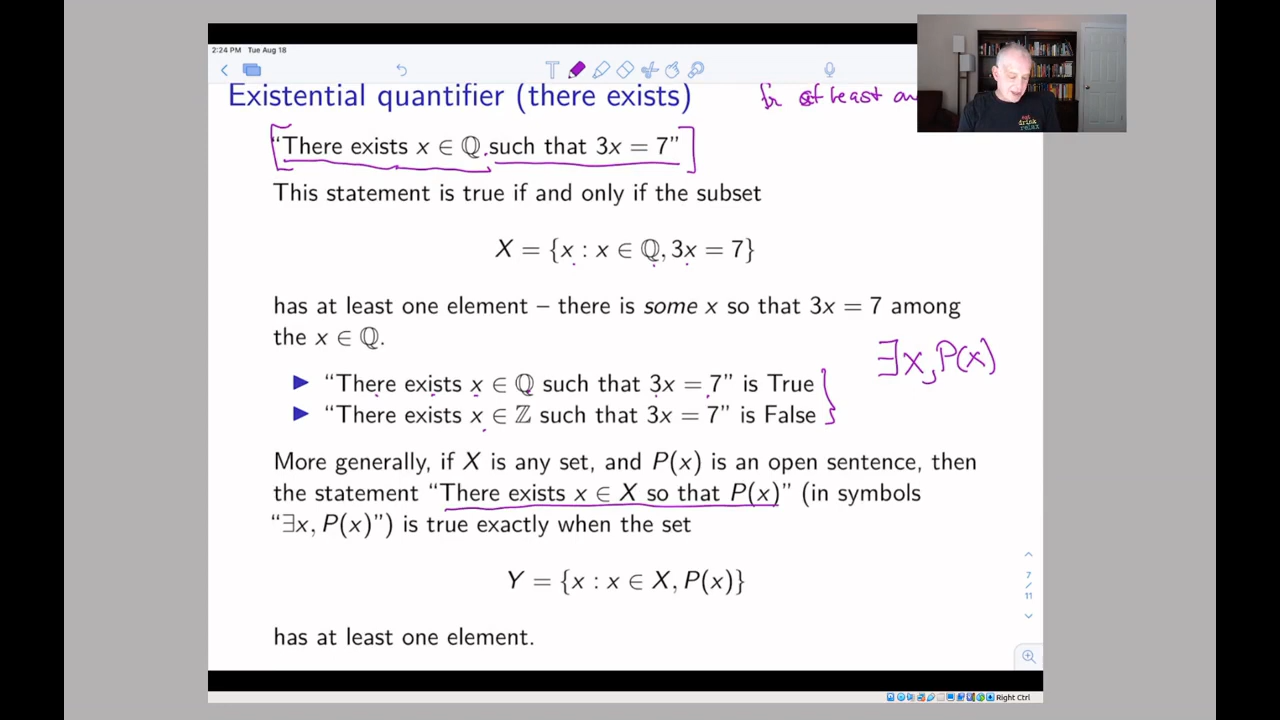 2:24 PM Tue Aug 18
Existential quantifier (there exists)
at least
“There exists x ∈ ℚ such that 3x = 7”
This statement is true if and only if the subset
X = {x : x ∈ ℚ, 3x = 7}
has at least one element – there is some x so that 3x = 7 among
the x ∈ ℚ.
∃x, P(x)
▶ “There exists x ∈ ℚ such that 3x = 7” is True
▶ “There exists x ∈ ℤ such that 3x = 7” is False
More generally, if X is any set, and P(x) is an open sentence, then
the statement “There exists x ∈ X so that P(x)” (in symbols
“∃x, P(x)”) is true exactly when the set
Y = {x : x ∈ X, P(x)}
has at least one element.
7
/
11
Right Ctrl